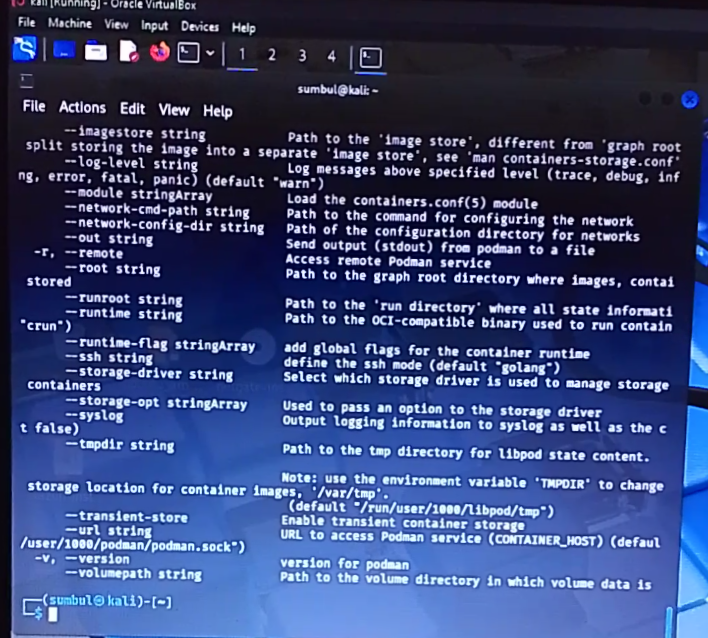 kali [Running] - Oracle VirtualBox
File Machine View Input Devices Help
1 2 3 4
sumbul@kali: ~
File Actions Edit View Help
--imagestore string Path to the 'image store', different from 'graph root
split storing the image into a separate 'image store', see 'man containers-storage.conf'
--log-level string Log messages above specified level (trace, debug, inf
ng, error, fatal, panic) (default "warn")
--module stringArray Load the containers.conf(5) module
--network-cmd-path string Path to the command for configuring the network
--network-config-dir string Path of the configuration directory for networks
--out string Send output (stdout) from podman to a file
-r, --remote Access remote Podman service
--root string Path to the graph root directory where images, contai
stored
--runroot string Path to the 'run directory' where all state informati
--runtime string Path to the OCI-compatible binary used to run contain
"crun")
--runtime-flag stringArray add global flags for the container runtime
--ssh string define the ssh mode (default "golang")
--storage-driver string Select which storage driver is used to manage storage
containers
--storage-opt stringArray Used to pass an option to the storage driver
--syslog Output logging information to syslog as well as the c
t false)
--tmpdir string Path to the tmp directory for libpod state content.
Note: use the environment variable 'TMPDIR' to change
storage location for container images, '/var/tmp'.
(default "/run/user/1000/libpod/tmp")
--transient-store Enable transient container storage
--url string URL to access Podman service (CONTAINER_HOST) (defaul
/user/1000/podman/podman.sock")
-v, --version version for podman
--volumepath string Path to the volume directory in which volume data is
(sumbul㉿kali)-[~]
$